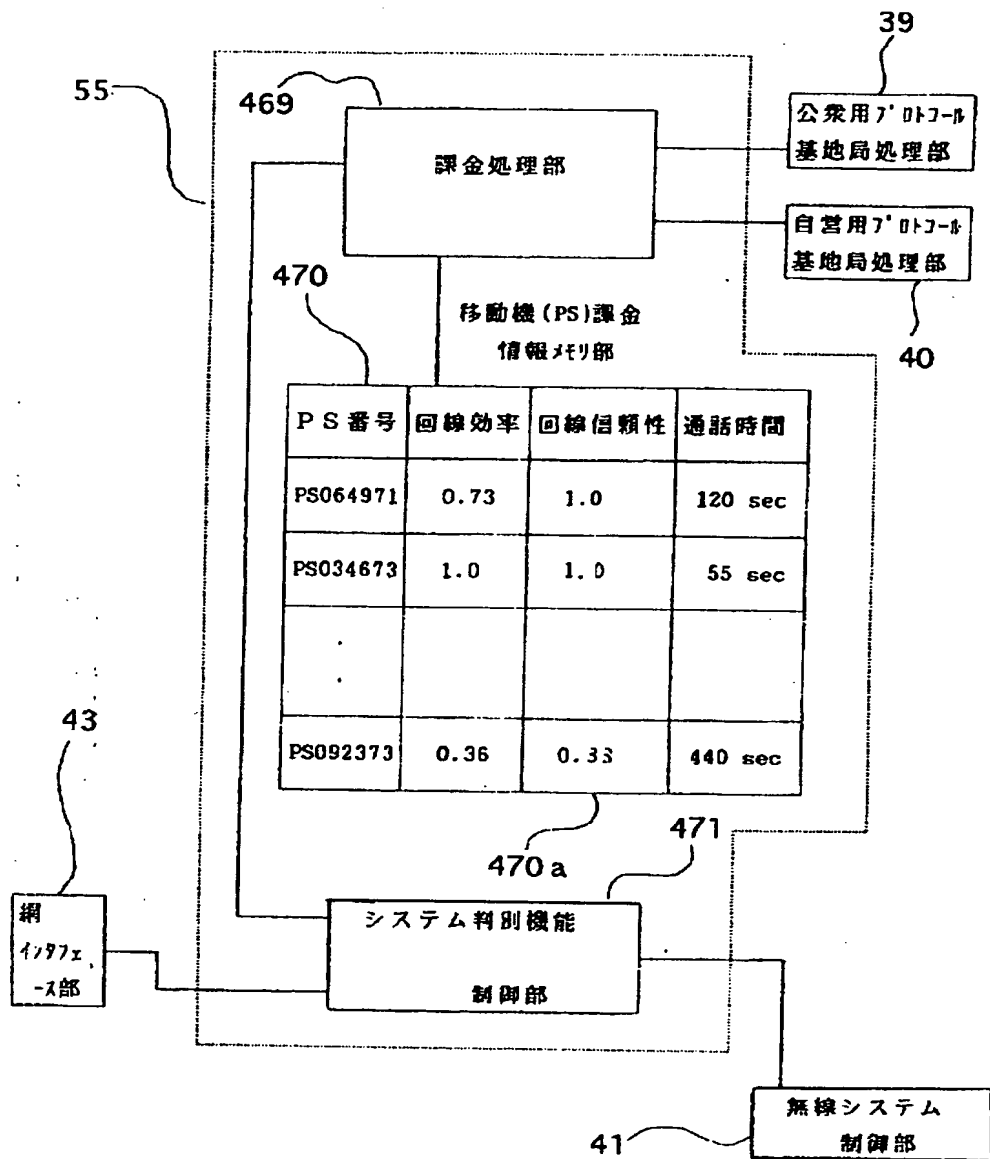 39
55
469
公衆用プロトコール
基地局処理部
課金処理部
自営用プロトコール
基地局処理部
470
移動機(PS)課金
情報メモリ部
40
PS番号 回線効率 回線信頼性 通話時間
PS064971 0.73 1.0 120 sec
PS034673 1.0 1.0 55 sec
PS092373 0.36 440 sec
43
470a
471
網
インタフェ
ース部
システム判別機能
制御部
41
無線システム
制御部